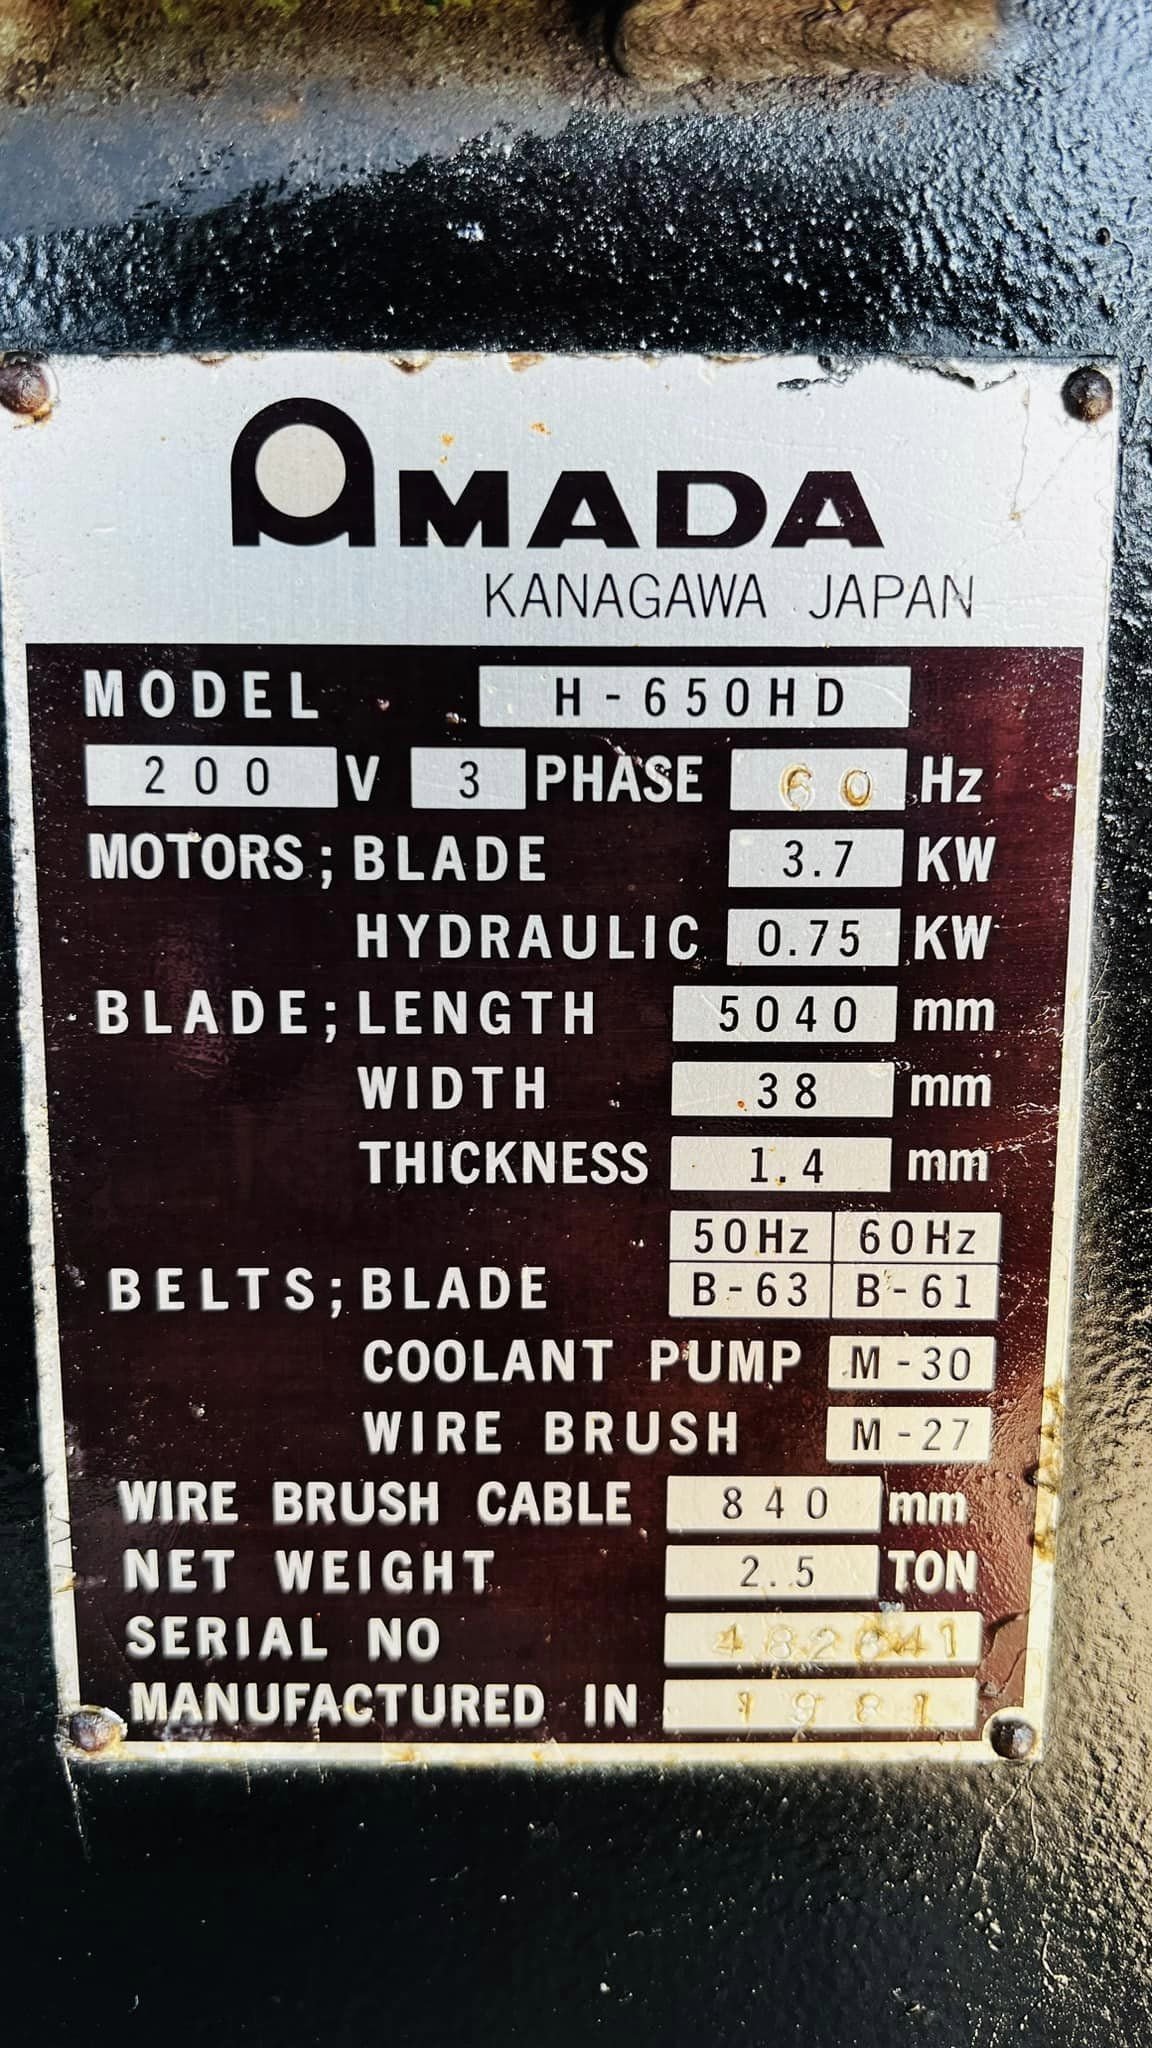 AMADA
KANAGAWA JAPAN
MODEL H-650HD
200 V 3 PHASE 60 Hz
MOTORS; BLADE 3.7 KW
HYDRAULIC 0.75 KW
BLADE; LENGTH 5040 mm
WIDTH 38 mm
THICKNESS 1.4 mm
50Hz 60Hz
BELTS; BLADE B-63 B-61
COOLANT PUMP M-30
WIRE BRUSH M-27
WIRE BRUSH CABLE 840 mm
NET WEIGHT 2.5 TON
SERIAL NO
MANUFACTURED IN 1981